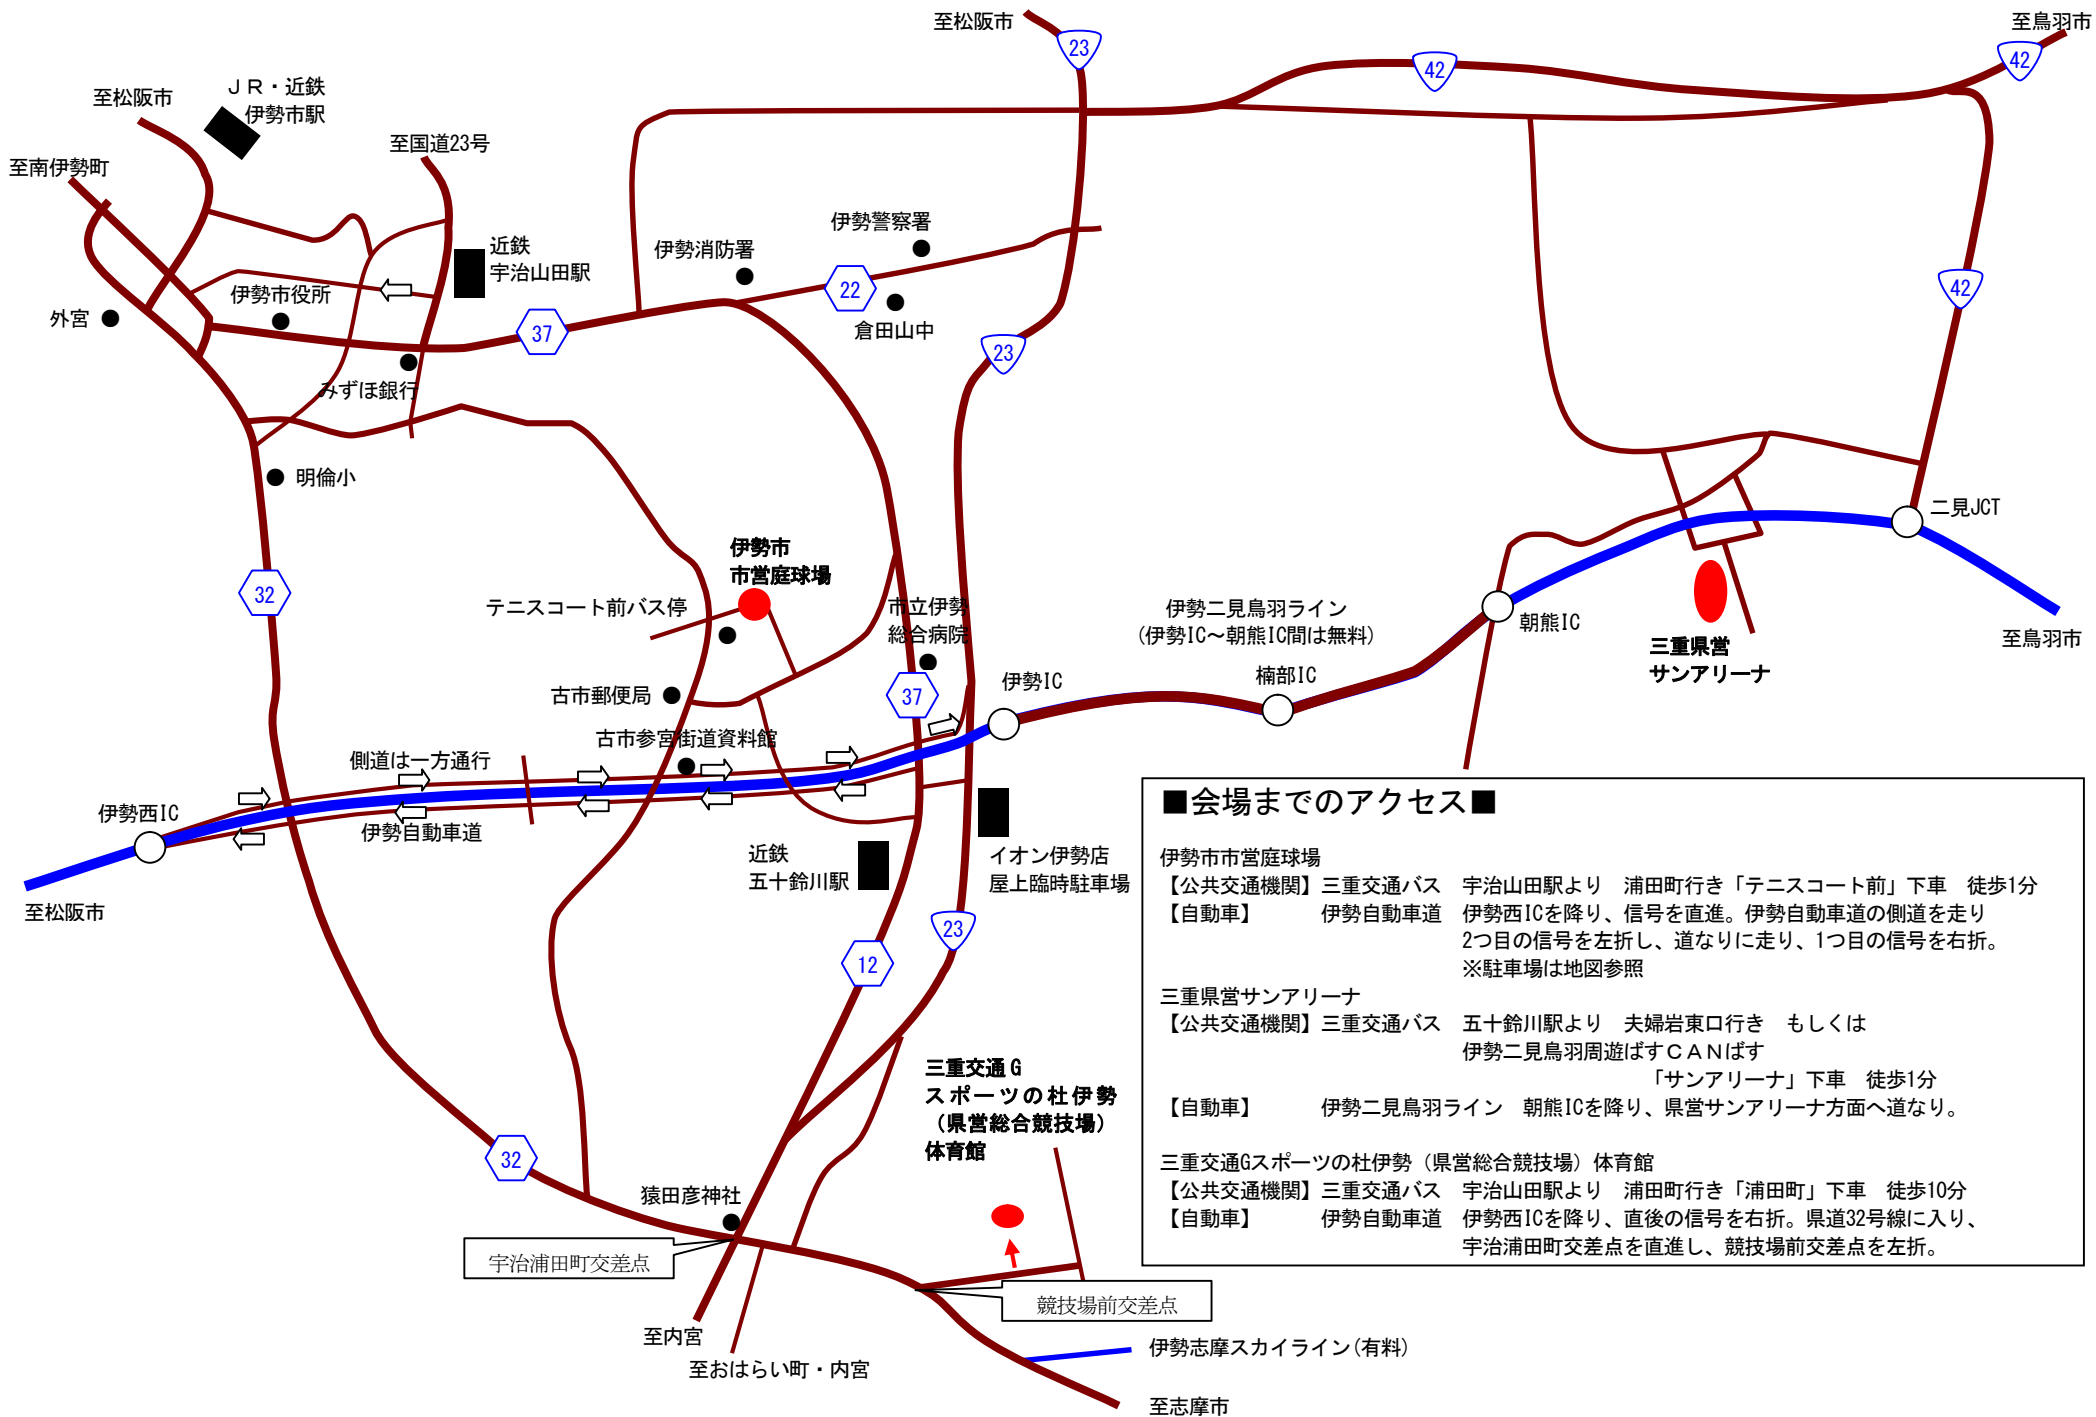 至松阪市
至鳥羽市
23
42
42
ＪＲ・近鉄
伊勢市駅
至松阪市
至国道23号
至南伊勢町
伊勢警察署
伊勢消防署
近鉄
宇治山田駅
伊勢市役所
22
42
外宮
37
倉田山中
23
みずほ銀行
明倫小
二見JCT
伊勢市
市営庭球場
32
テニスコート前バス停
市立伊勢
総合病院
伊勢二見鳥羽ライン
(伊勢IC～朝熊IC間は無料)
朝熊IC
至鳥羽市
三重県営
サンアリーナ
古市郵便局
37
伊勢IC
楠部IC
古市参宮街道資料館
側道は一方通行
伊勢西IC
伊勢自動車道
近鉄
五十鈴川駅
イオン伊勢店
屋上臨時駐車場
至松阪市
23
12
■会場までのアクセス■
伊勢市市営庭球場
【公共交通機関】三重交通バス　宇治山田駅より　浦田町行き「テニスコート前」下車　徒歩1分
【自動車】　　　伊勢自動車道　伊勢西ICを降り、信号を直進。伊勢自動車道の側道を走り
2つ目の信号を左折し、道なりに走り、1つ目の信号を右折。
※駐車場は地図参照
三重県営サンアリーナ
【公共交通機関】三重交通バス　五十鈴川駅より　夫婦岩東口行き　もしくは
伊勢二見鳥羽周遊ばすＣＡＮばす
「サンアリーナ」下車　徒歩1分
【自動車】　　　伊勢二見鳥羽ライン　朝熊ICを降り、県営サンアリーナ方面へ道なり。
三重交通Gスポーツの杜伊勢（県営総合競技場）体育館
【公共交通機関】三重交通バス　宇治山田駅より　浦田町行き「浦田町」下車　徒歩10分
【自動車】　　　伊勢自動車道　伊勢西ICを降り、直後の信号を右折。県道32号線に入り、
宇治浦田町交差点を直進し、競技場前交差点を左折。
三重交通Ｇ
スポーツの杜伊勢
（県営総合競技場）
体育館
32
猿田彦神社
宇治浦田町交差点
競技場前交差点
至内宮
至おはらい町・内宮
伊勢志摩スカイライン(有料)
至志摩市